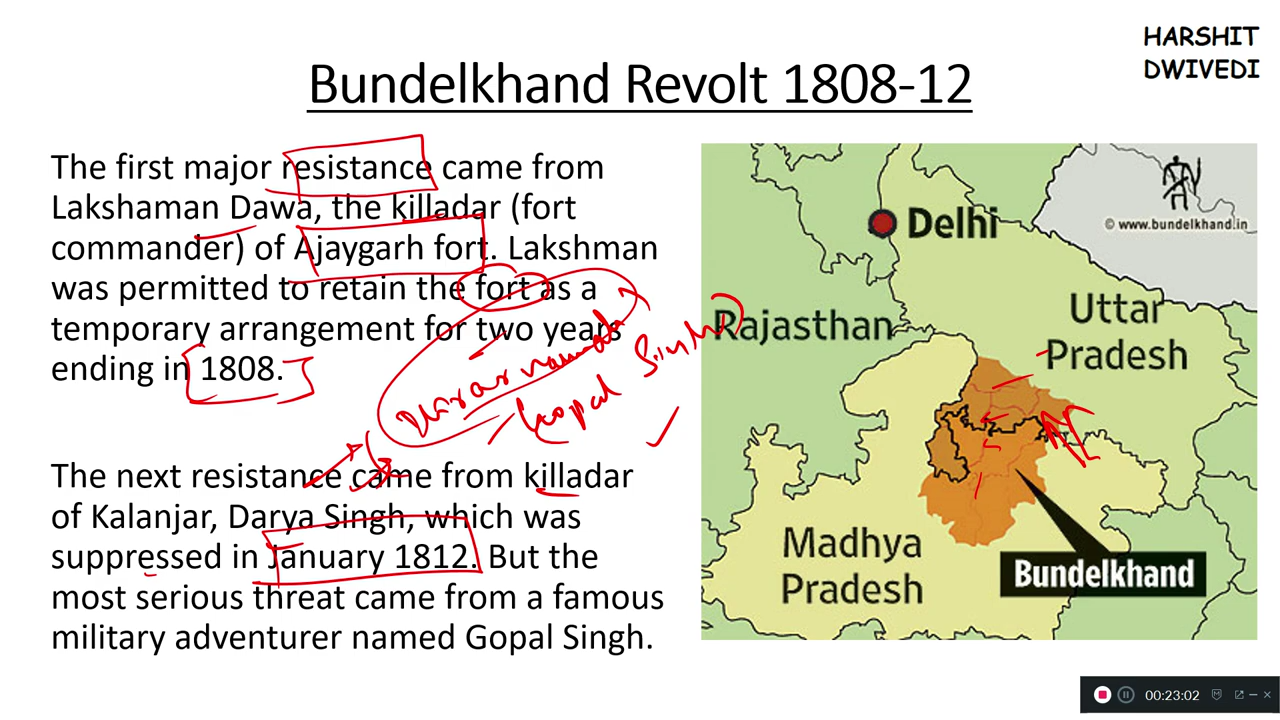 HARSHIT
DWIVEDI
Bundelkhand Revolt 1808-12
The first major resistance came from
Lakshaman Dawa, the killadar (fort
commander) of Ajaygarh fort. Lakshman
was permitted to retain the fort as a
temporary arrangement for two years
ending in 1808.
Gopal Singh
The next resistance came from killadar
of Kalanjar, Darya Singh, which was
suppressed in January 1812. But the
most serious threat came from a famous
military adventurer named Gopal Singh.
© www.bundelkhand.in
Delhi
Uttar
Pradesh
Rajasthan
Madhya
Pradesh
Bundelkhand
00:23:02